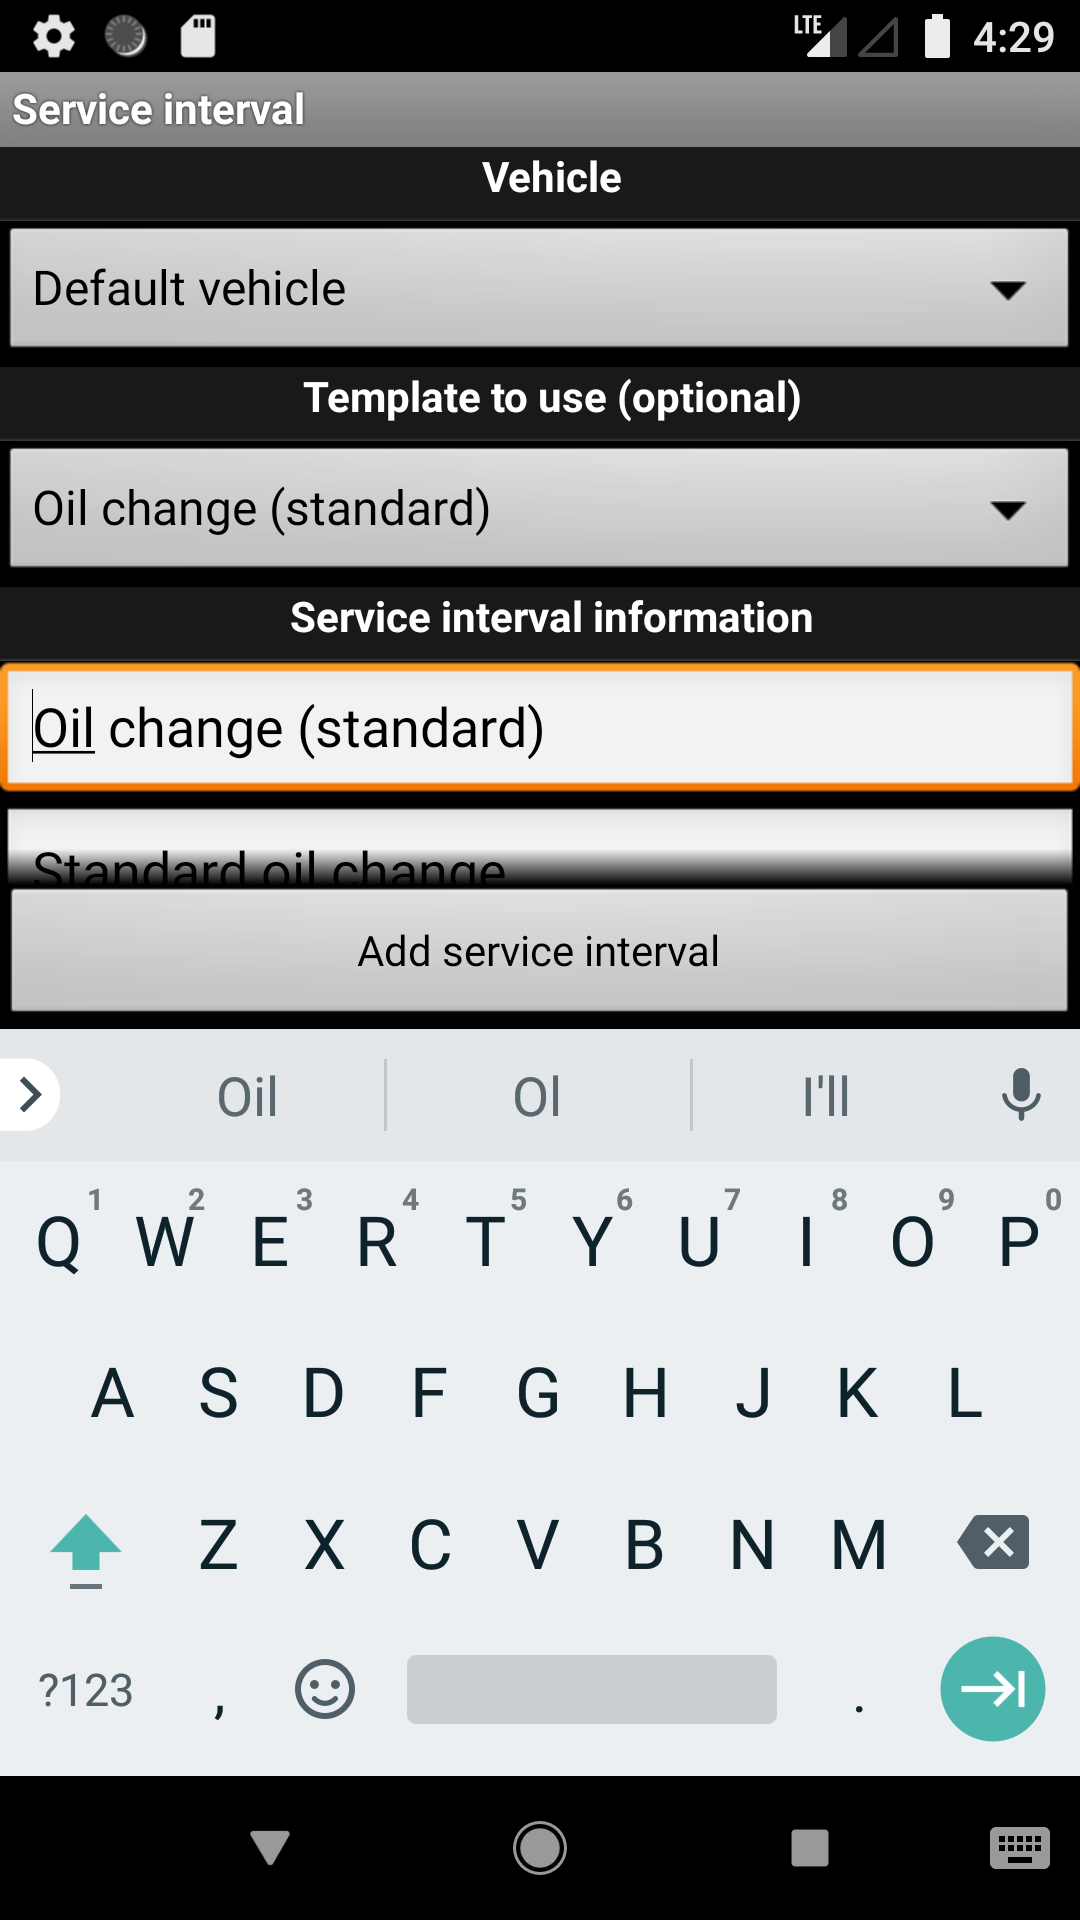 LTE 4:29
Service interval
Vehicle
Default vehicle
Template to use (optional)
Oil change (standard)
Service interval information
Oil change (standard)
Standard oil change
Add service interval
Oil Ol I'll
1 2 3 4 5 6 7 8 9 0
Q W E R T Y U I O P
A S D F G H J K L
Z X C V B N M
?123 , .